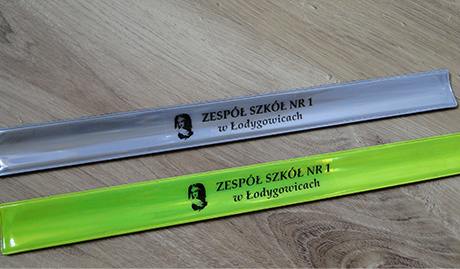 ZESPÓŁ SZKÓŁ NR 1
w Łodygowicach
ZESPÓŁ SZKÓŁ NR 1
w Łodygowicach